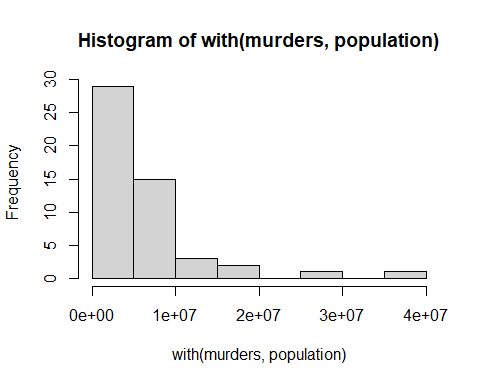 Histogram of with(murders, population)
Frequency
30
25
20
15
10
5
0
0e+00 1e+07 2e+07 3e+07 4e+07
with(murders, population)